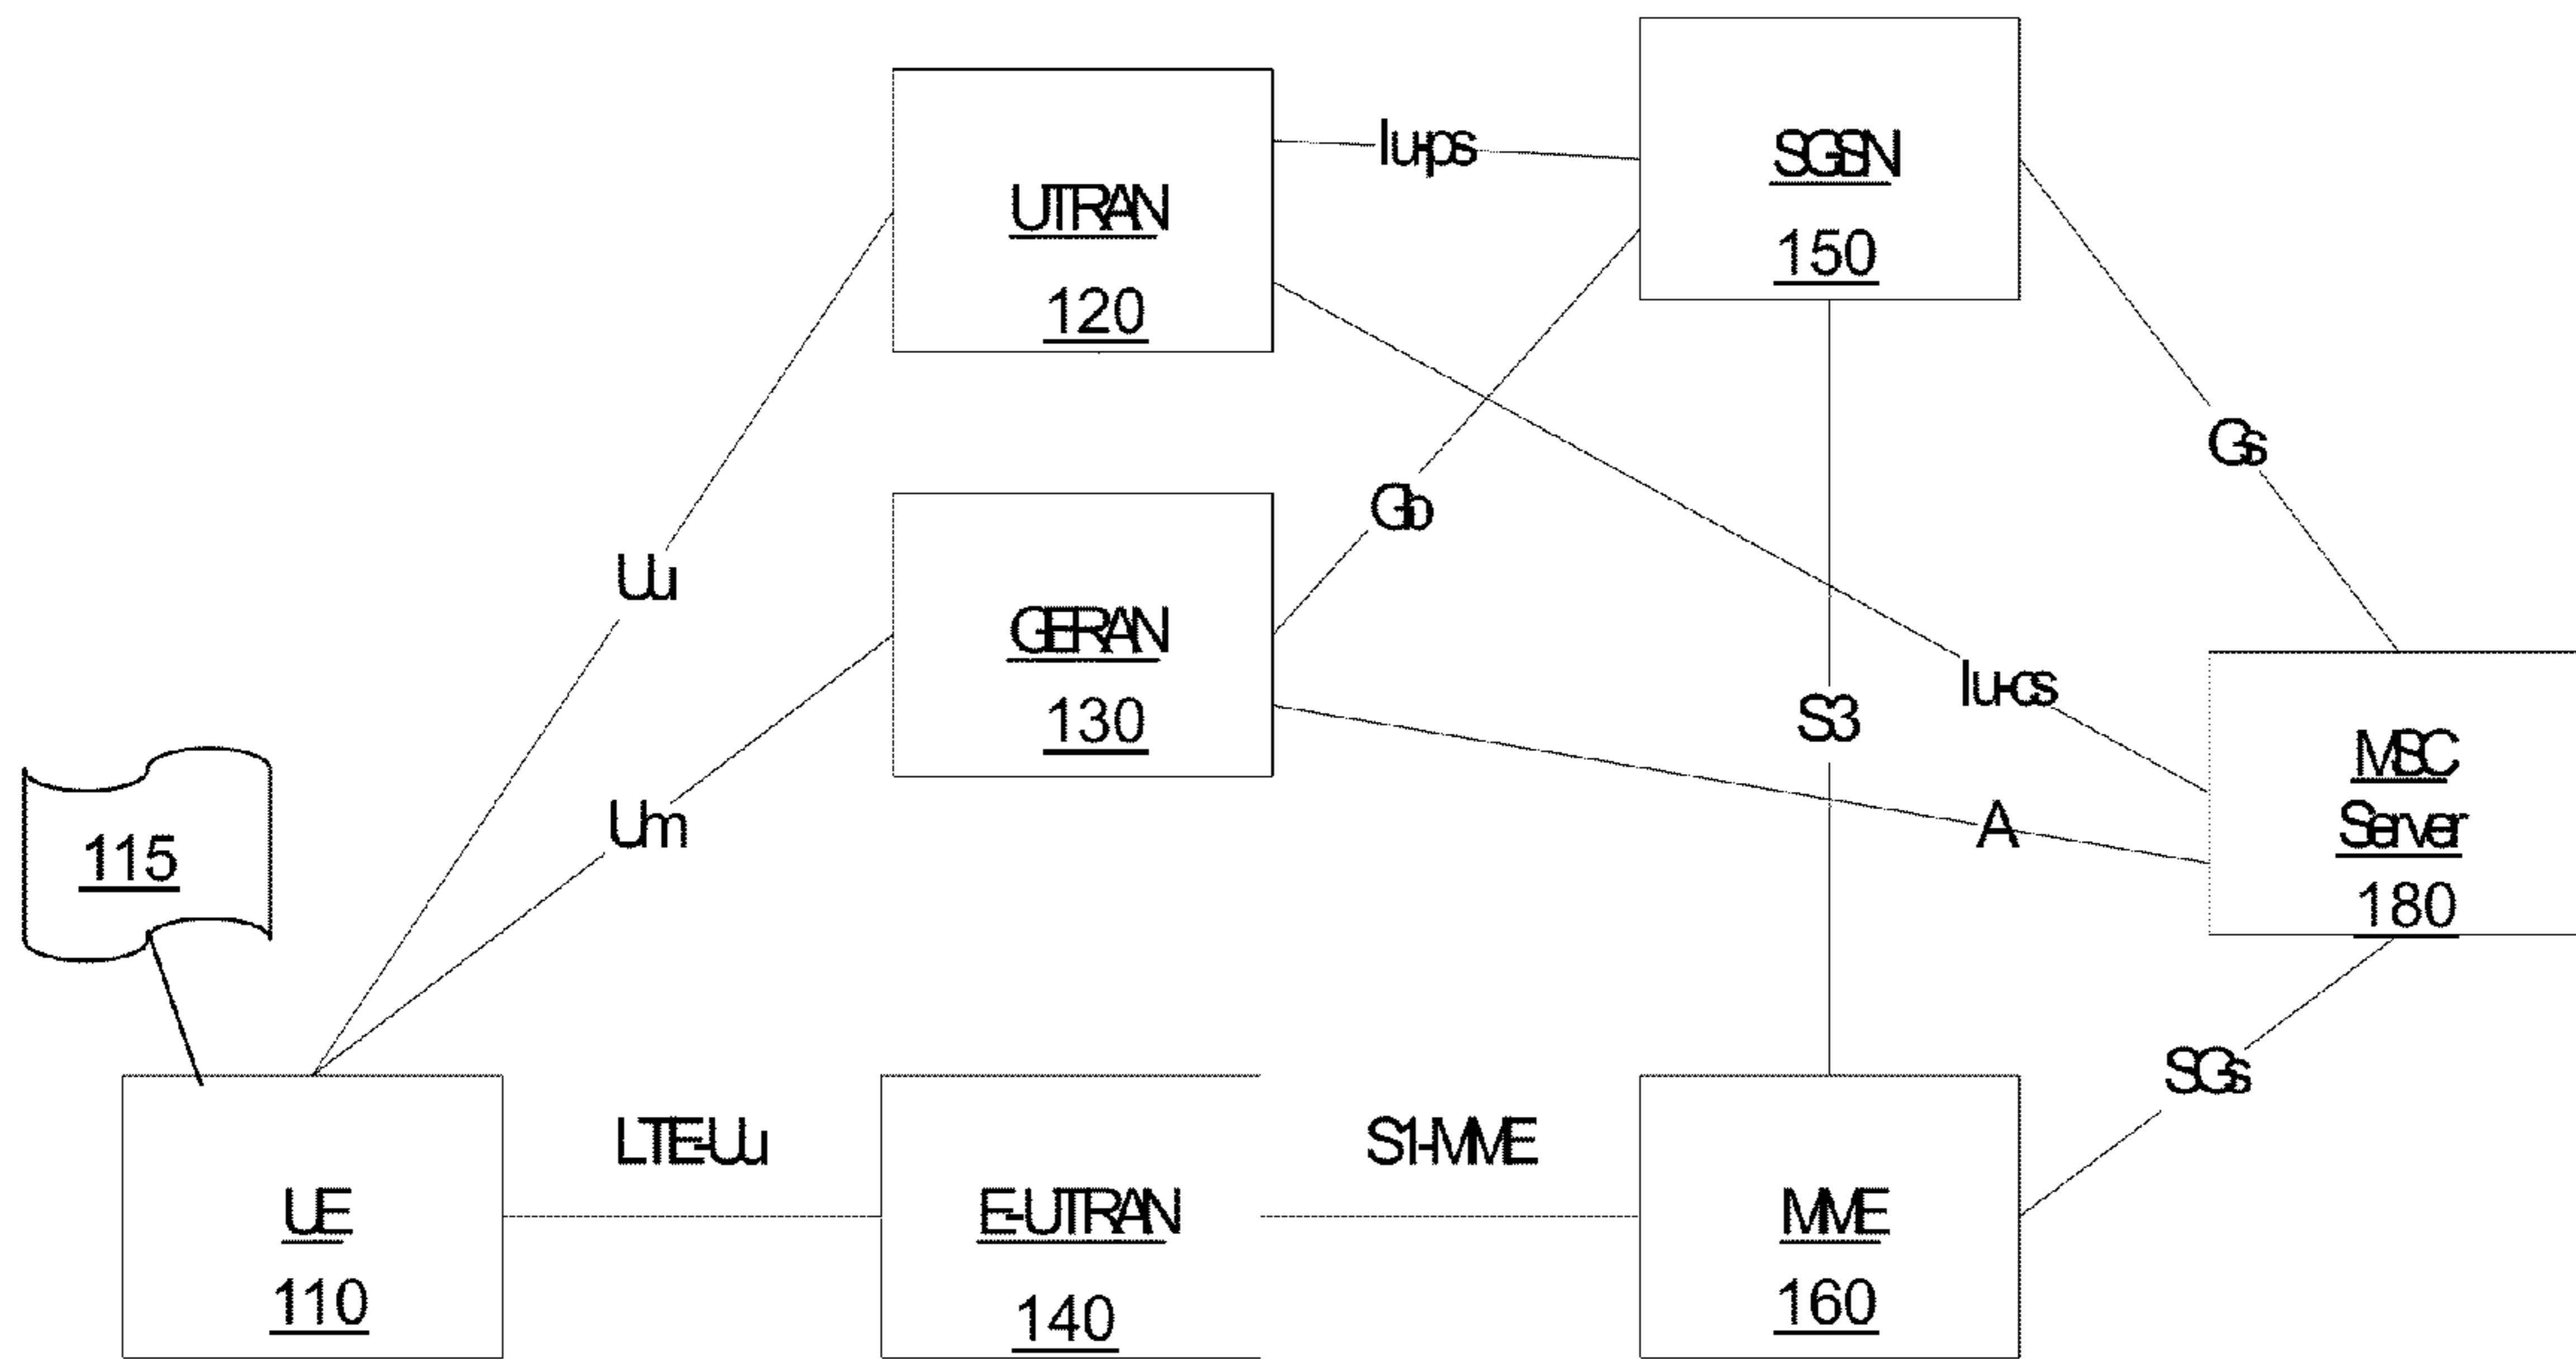 SGSN
150
Iu-ps
UTRAN
120
Gs
Gb
Uu
GERAN
130
Iu-cs
S3
MSC
Server
180
A
Um
115
SGs
LTE-Uu
S1-MME
UE
110
E-UTRAN
140
MME
160